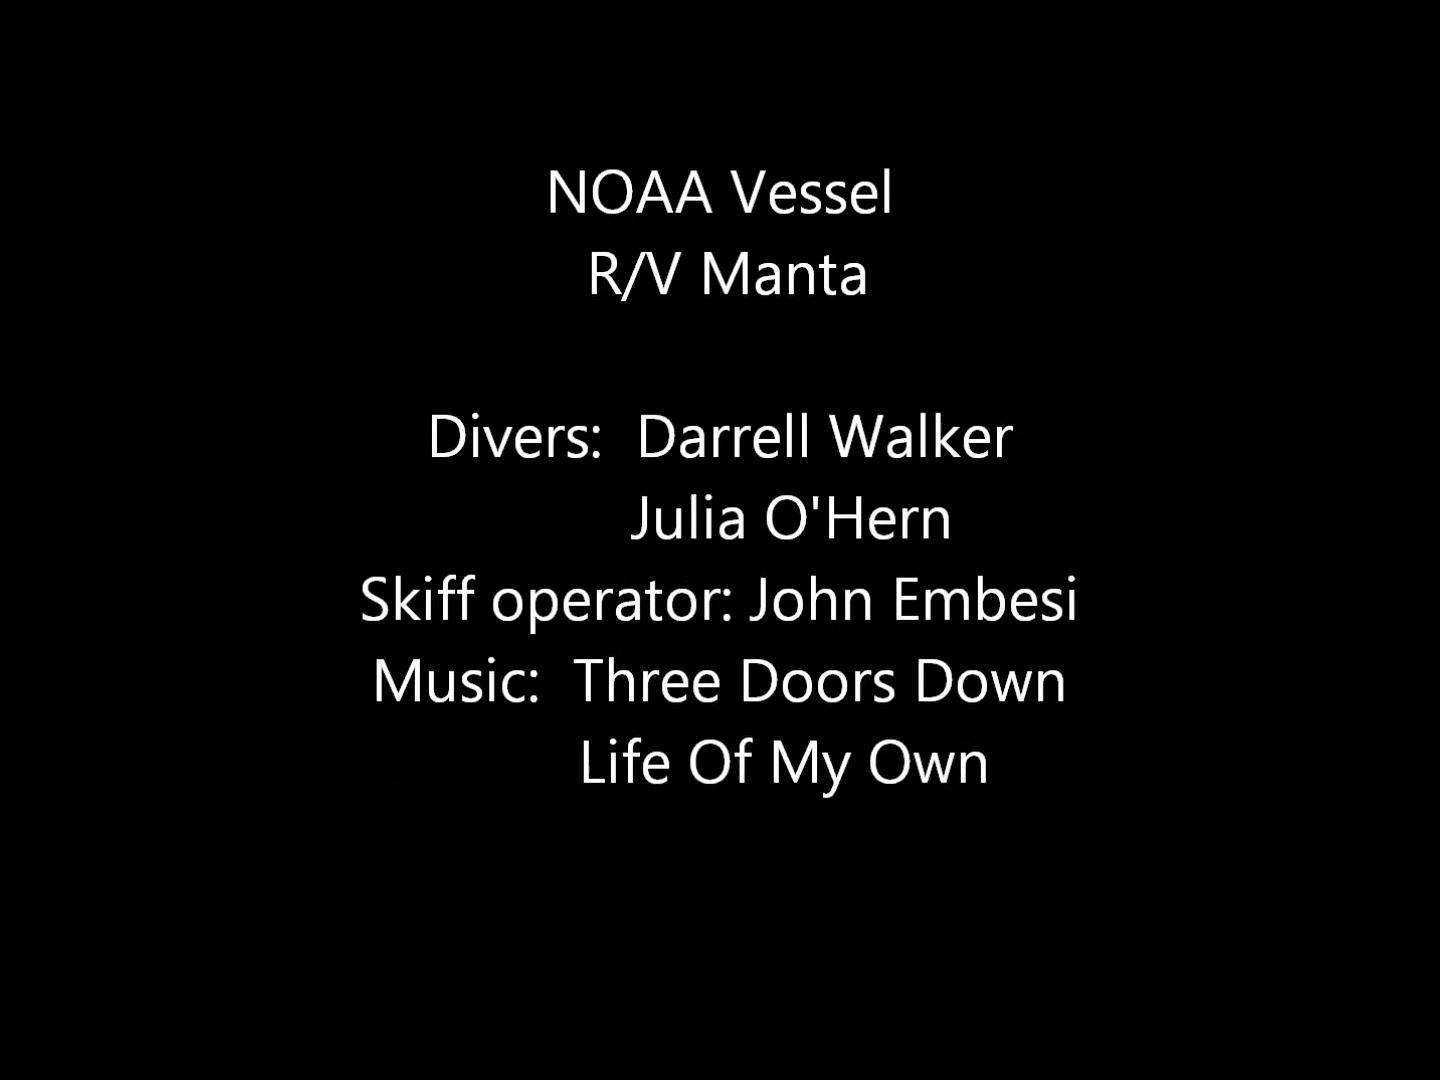 NOAA Vessel
R/V Manta
Divers:  Darrell Walker
Julia O'Hern
Skiff operator: John Embesi
Music:  Three Doors Down
Life Of My Own